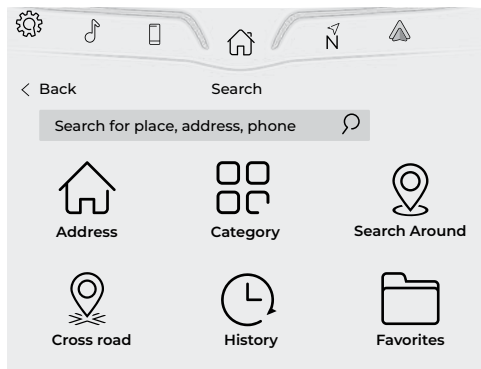 N
Back
Search
Search for place, address, phone
Address
Category
Search Around
Cross road
History
Favorites